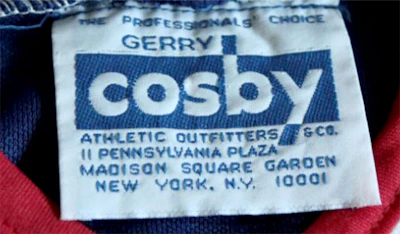 THE PROFESSIONALS' CHOICE
GERRY
cosby
ATHLETIC OUTFITTERS & CO.
11 PENNSYLVANIA PLAZA
MADISON SQUARE GARDEN
NEW YORK, N.Y. 10001